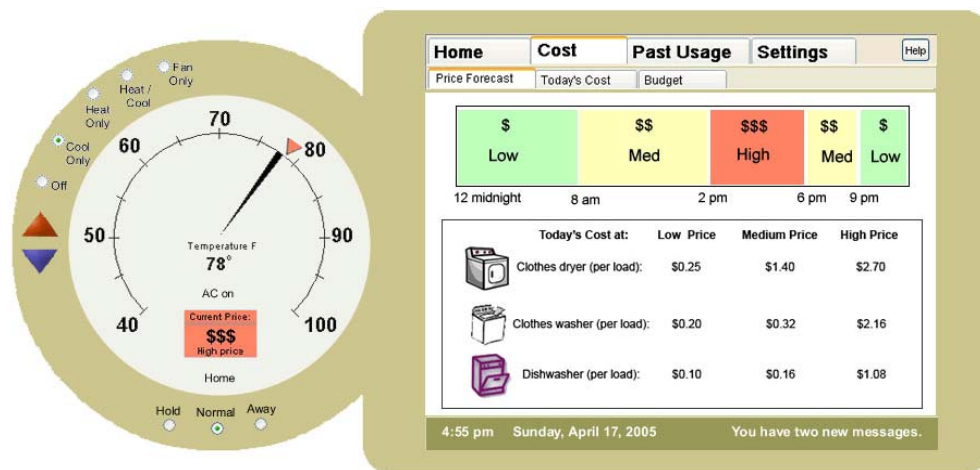 Fan
Only
Heat /
Cool
Heat
Only
Cool
Only
Off
40
50
60
70
80
90
100
Temperature F
78°
AC on
Current Price:
$$$
High price
Home
Hold Normal Away
Home Cost Past Usage Settings Help
Price Forecast Today's Cost Budget
$ $$ $$$ $$ $
Low Med High Med Low
12 midnight 8 am 2 pm 6 pm 9 pm
Today's Cost at: Low Price Medium Price High Price
Clothes dryer (per load): $0.25 $1.40 $2.70
Clothes washer (per load): $0.20 $0.32 $2.16
Dishwasher (per load): $0.10 $0.16 $1.08
4:55 pm Sunday, April 17, 2005 You have two new messages.